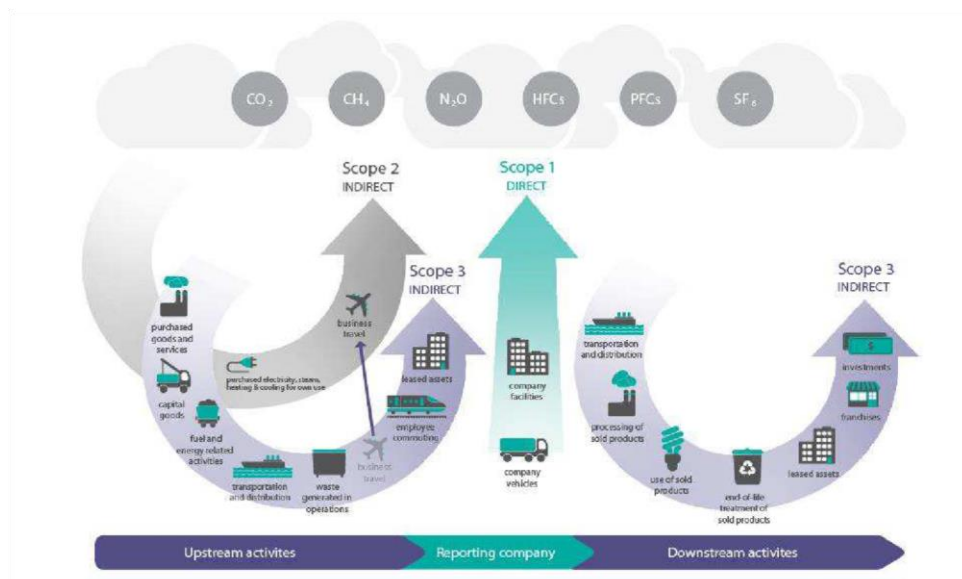 CO₂
CH₄
N₂O
HFCs
PFCs
SF₆
Scope 2
INDIRECT
Scope 1
DIRECT
Scope 3
INDIRECT
Scope 3
INDIRECT
purchased
goods and
services
capital
goods
fuel and
energy related
activities
transportation
and distribution
waste
generated in
operations
business
travel
purchased electricity, steam,
heating & cooling for own use
business
travel
employee
commuting
leased assets
company
facilities
company
vehicles
transportation
and distribution
processing of
sold products
use of sold
products
end-of-life
treatment of
sold products
leased assets
franchises
$
investments
Upstream activites
Reporting company
Downstream activites